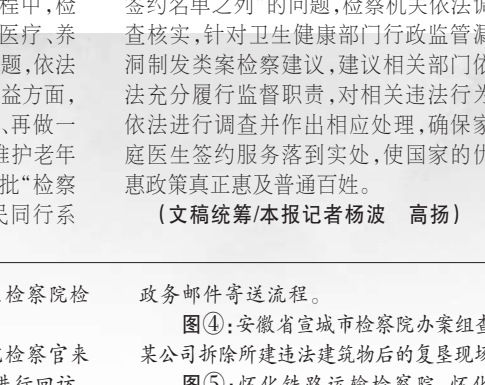 程中，检
医疗、养
题，依法
益方面，
、再做一
维护老年
批“检察
民同行系
签约名单之列”的问题，检察机关依法调
查核实，针对卫生健康部门行政监管漏
洞制发类案检察建议，建议相关部门依
法充分履行监督职责，对相关违法行为
依法进行调查并作出相应处理，确保家
庭医生签约服务落到实处，使国家的优
惠政策真正惠及普通百姓。
（文稿统筹/本报记者杨波　高扬）
检察院检
检察官来
进行回访
政务邮件寄送流程。
图④：安徽省宣城市检察院办案组查
某公司拆除所建违法建筑物后的复垦现场
图⑤：怀化铁路运输检察院、怀化